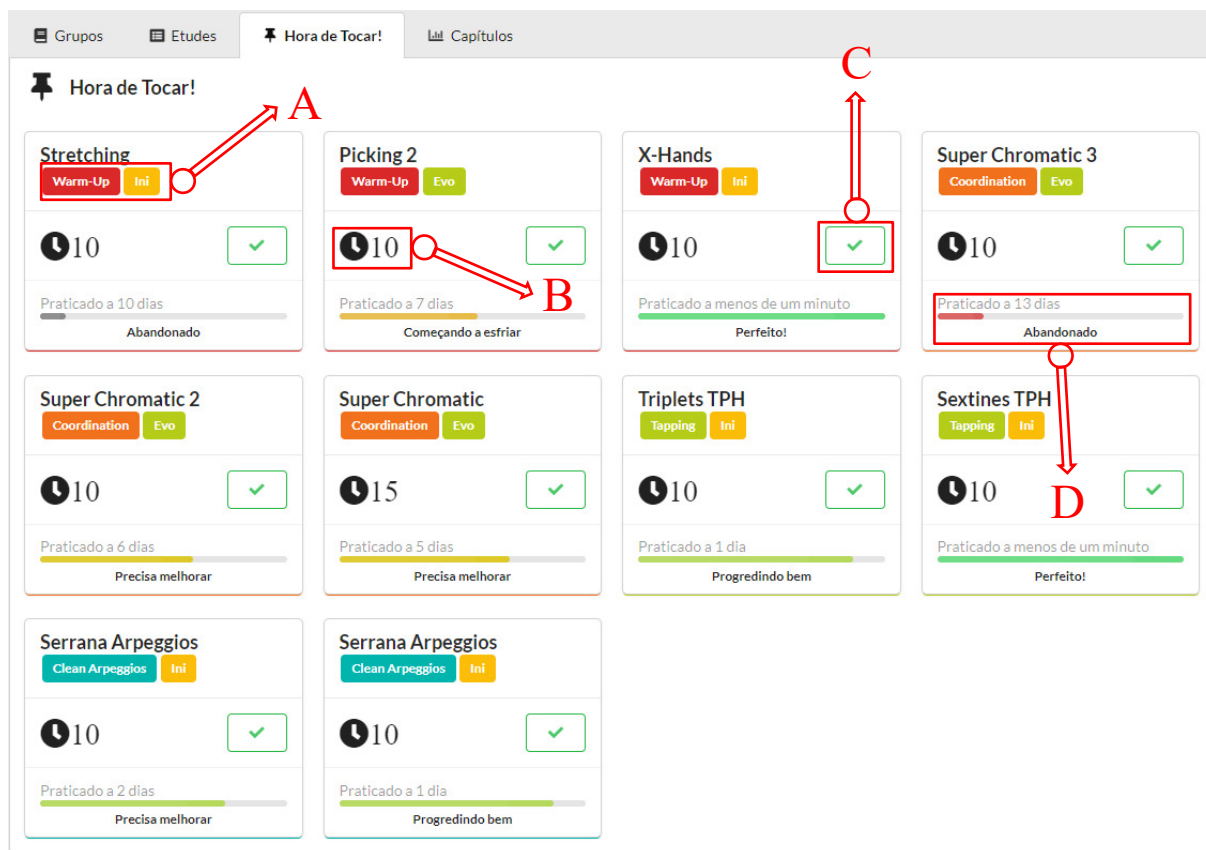 Grupos Etudes Hora de Tocar! Capítulos
Hora de Tocar!
A
C
Stretching
Warm-Up Ini
10
Praticado a 10 dias
Abandonado
Picking 2
Warm-Up Evo
10
B
Praticado a 7 dias
Começando a esfriar
X-Hands
Warm-Up Ini
10
Praticado a menos de um minuto
Perfeito!
Super Chromatic 3
Coordination Evo
10
Praticado a 13 dias
Abandonado
Super Chromatic 2
Coordination Evo
10
Praticado a 6 dias
Precisa melhorar
Super Chromatic
Coordination Evo
15
Praticado a 5 dias
Precisa melhorar
Triplets TPH
Tapping Ini
10
Praticado a 1 dia
Progredindo bem
Sextines TPH
Tapping Ini
10
D
Praticado a menos de um minuto
Perfeito!
Serrana Arpeggios
Clean Arpeggios Ini
10
Praticado a 2 dias
Precisa melhorar
Serrana Arpeggios
Clean Arpeggios Ini
10
Praticado a 1 dia
Progredindo bem